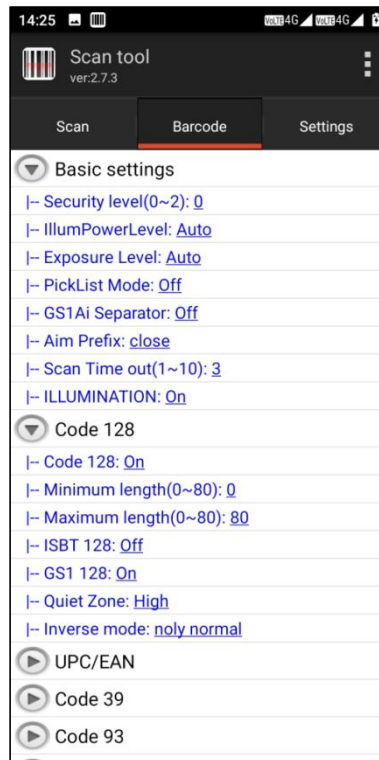 14:25 VoLTE 4G VoLTE 4G
Scan tool
ver:2.7.3
Scan Barcode Settings
Basic settings
|-- Security level(0~2): 0
|-- IllumPowerLevel: Auto
|-- Exposure Level: Auto
|-- PickList Mode: Off
|-- GS1Ai Separator: Off
|-- Aim Prefix: close
|-- Scan Time out(1~10): 3
|-- ILLUMINATION: On
Code 128
|-- Code 128: On
|-- Minimum length(0~80): 0
|-- Maximum length(0~80): 80
|-- ISBT 128: Off
|-- GS1 128: On
|-- Quiet Zone: High
|-- Inverse mode: noly normal
UPC/EAN
Code 39
Code 93